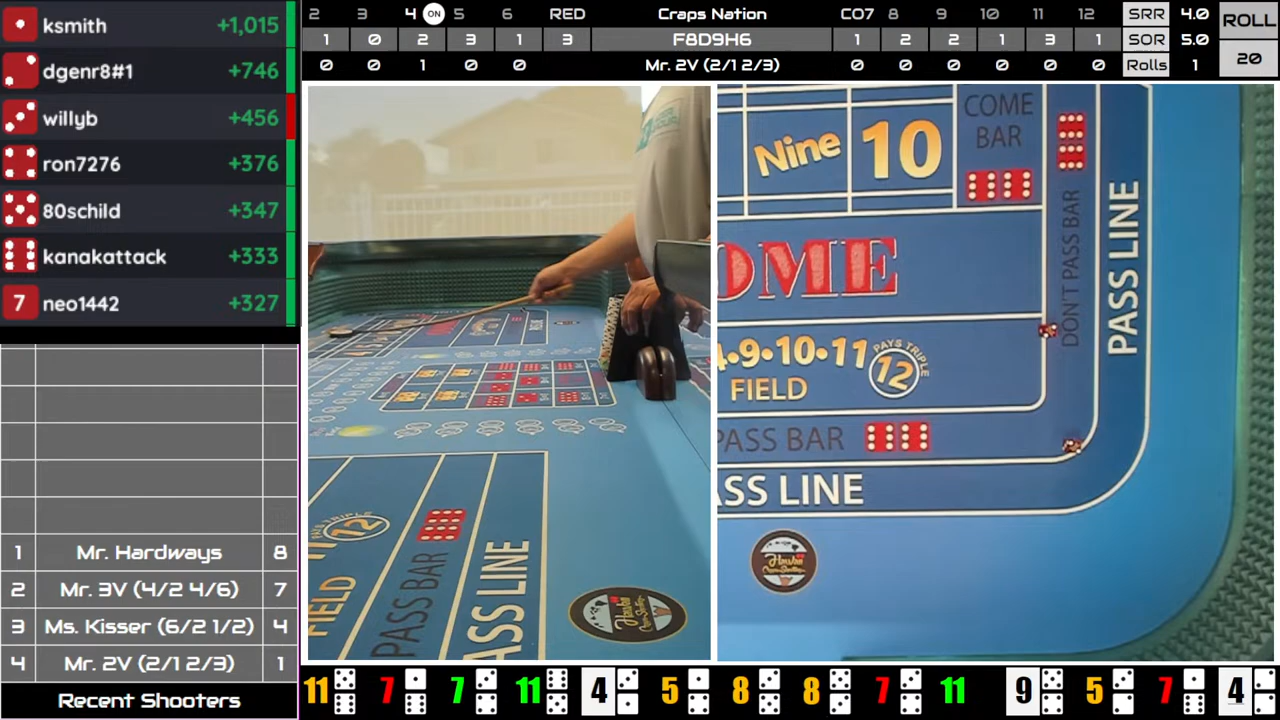 ksmith +1,015
dgenr8#1 +746
willyb +456
ron7276 +376
80schild +347
kanakattack +333
7 neo1442 +327
2 3 4 ON 5 6 RED Craps Nation CO7 8 9 10 11 12 SRR 4.0 ROLL
1 0 2 3 1 3 F8D9H6 1 2 2 1 3 1 SOR 5.0 20
0 0 1 0 0 Mr. 2V (2/1 2/3) 0 0 0 0 0 0 Rolls 1
1 Mr. Hardways 8
2 Mr. 3V (4/2 4/6) 7
3 Ms. Kisser (6/2 1/2) 4
4 Mr. 2V (2/1 2/3) 1
Recent Shooters
PAYS TRIPLE
12
FIELD
PASS BAR
ASS LINE
COME
BAR
Nine 10
OME
DON'T PASS BAR
PASS LINE
4•9•10•11 PAYS TRIPLE
12
FIELD
PASS BAR
ASS LINE
11 7 7 11 4 5 8 8 7 11 9 5 7 4